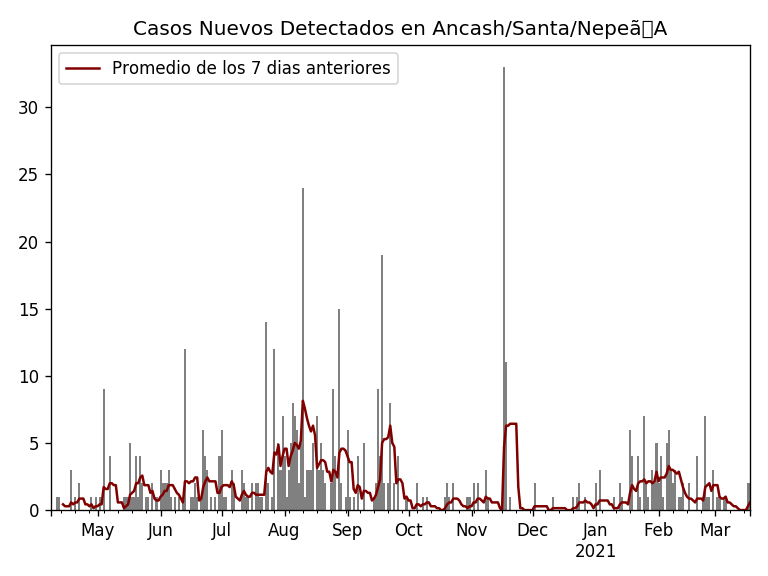 Casos Nuevos Detectados en Ancash/Santa/Nepeã▯A
Promedio de los 7 dias anteriores
30
25
20
15
10
5
0
May Jun Jul Aug Sep Oct Nov Dec Jan Feb Mar
2021